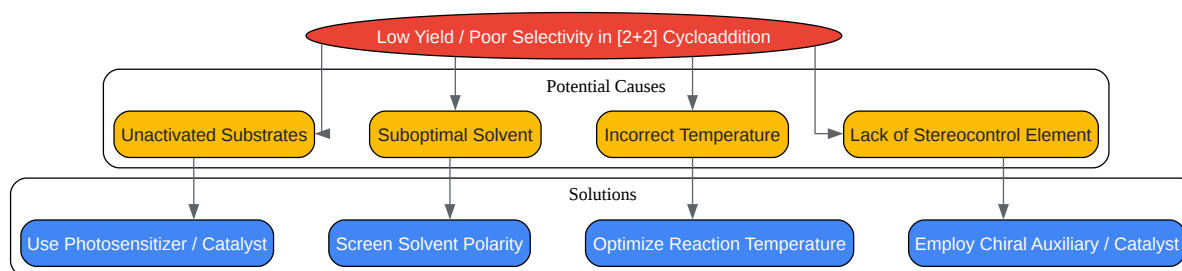 Low Yield / Poor Selectivity in [2+2] Cycloaddition
Potential Causes
Unactivated Substrates
Suboptimal Solvent
Incorrect Temperature
Lack of Stereocontrol Element
Solutions
Use Photosensitizer / Catalyst
Screen Solvent Polarity
Optimize Reaction Temperature
Employ Chiral Auxiliary / Catalyst